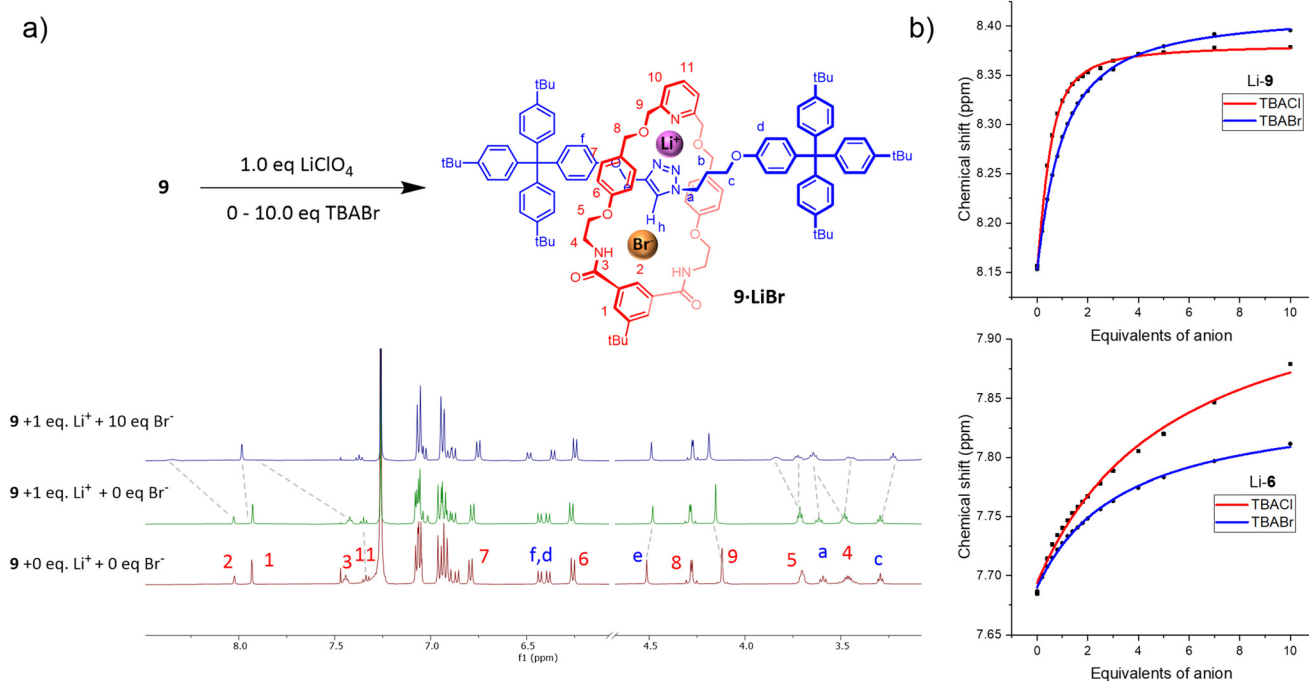 a)
9
1.0 eq LiClO4
0 - 10.0 eq TBABr
tBu
tBu
tBu
f
7
6
5
4
3
2
1
8
9
10
11
N
O
O
Li⁺
N
N
N
e
a
b
c
d
H
h
O
O
O
NH
Br⁻
NH
O
O
tBu
tBu
tBu
tBu
9·LiBr
9 +1 eq. Li⁺ + 10 eq Br⁻
9 +1 eq. Li⁺ + 0 eq Br⁻
9 +0 eq. Li⁺ + 0 eq Br⁻
2 1 3 11 7 f,d 6 e 8 9 5 a 4 c
8.0 7.5 7.0 6.5 4.5 4.0 3.5
f1 (ppm)
b)
Chemical shift (ppm)
8.40
8.35
8.30
8.25
8.20
8.15
Li-9
TBACl
TBABr
0 2 4 6 8 10
Equivalents of anion
Chemical shift (ppm)
7.90
7.85
7.80
7.75
7.70
7.65
Li-6
TBACl
TBABr
0 2 4 6 8 10
Equivalents of anion